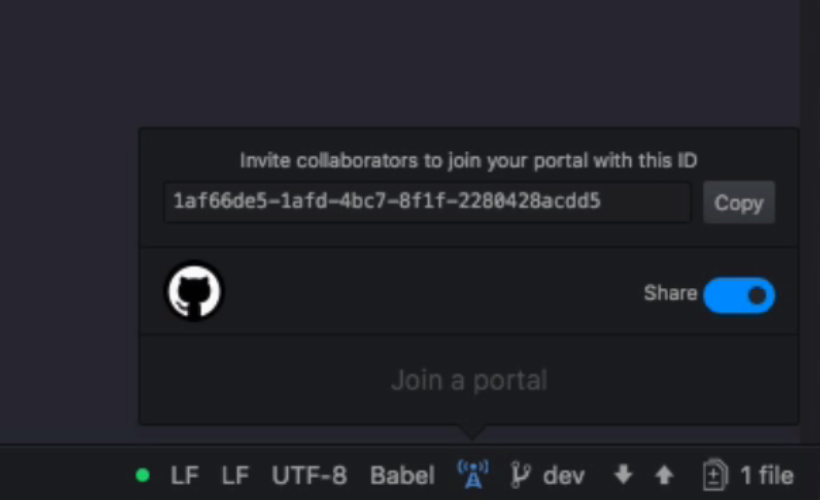 Invite collaborators to join your portal with this ID
1af66de5-1afd-4bc7-8f1f-2280428acdd5 Copy
Share
Join a portal
LF LF UTF-8 Babel dev 1 file